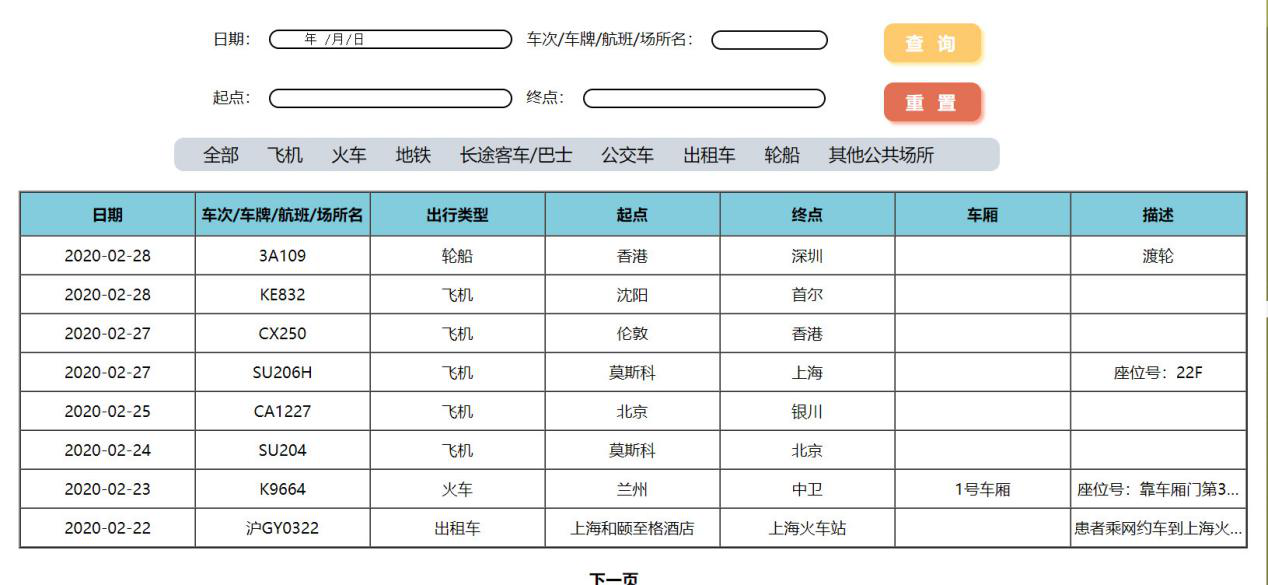 日期： 年 /月/日 车次/车牌/航班/场所名： 查 询
起点： 终点： 重 置
全部 飞机 火车 地铁 长途客车/巴士 公交车 出租车 轮船 其他公共场所
日期 车次/车牌/航班/场所名 出行类型 起点 终点 车厢 描述
2020-02-28 3A109 轮船 香港 深圳 渡轮
2020-02-28 KE832 飞机 沈阳 首尔
2020-02-27 CX250 飞机 伦敦 香港
2020-02-27 SU206H 飞机 莫斯科 上海 座位号：22F
2020-02-25 CA1227 飞机 北京 银川
2020-02-24 SU204 飞机 莫斯科 北京
2020-02-23 K9664 火车 兰州 中卫 1号车厢 座位号：靠车厢门第3...
2020-02-22 沪GY0322 出租车 上海和颐至格酒店 上海火车站 患者乘网约车到上海火...
下一页